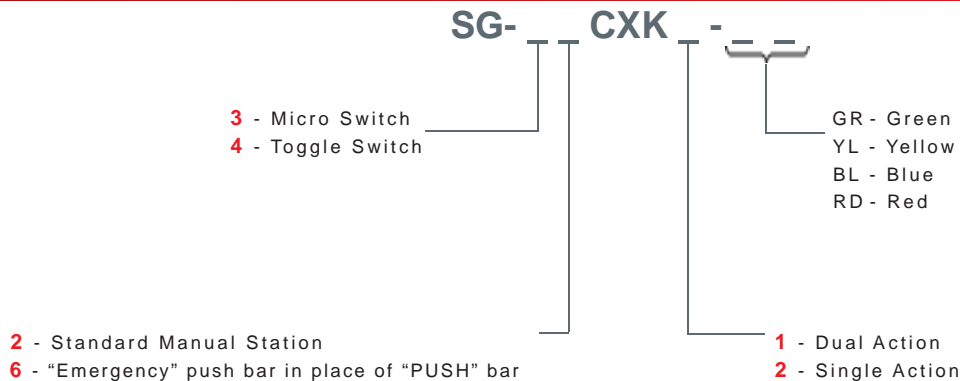 SG- _ _ CXK _ - _ _
3 - Micro Switch
4 - Toggle Switch
GR - Green
YL - Yellow
BL - Blue
RD - Red
2 - Standard Manual Station
6 - “Emergency” push bar in place of “PUSH” bar
1 - Dual Action
2 - Single Action